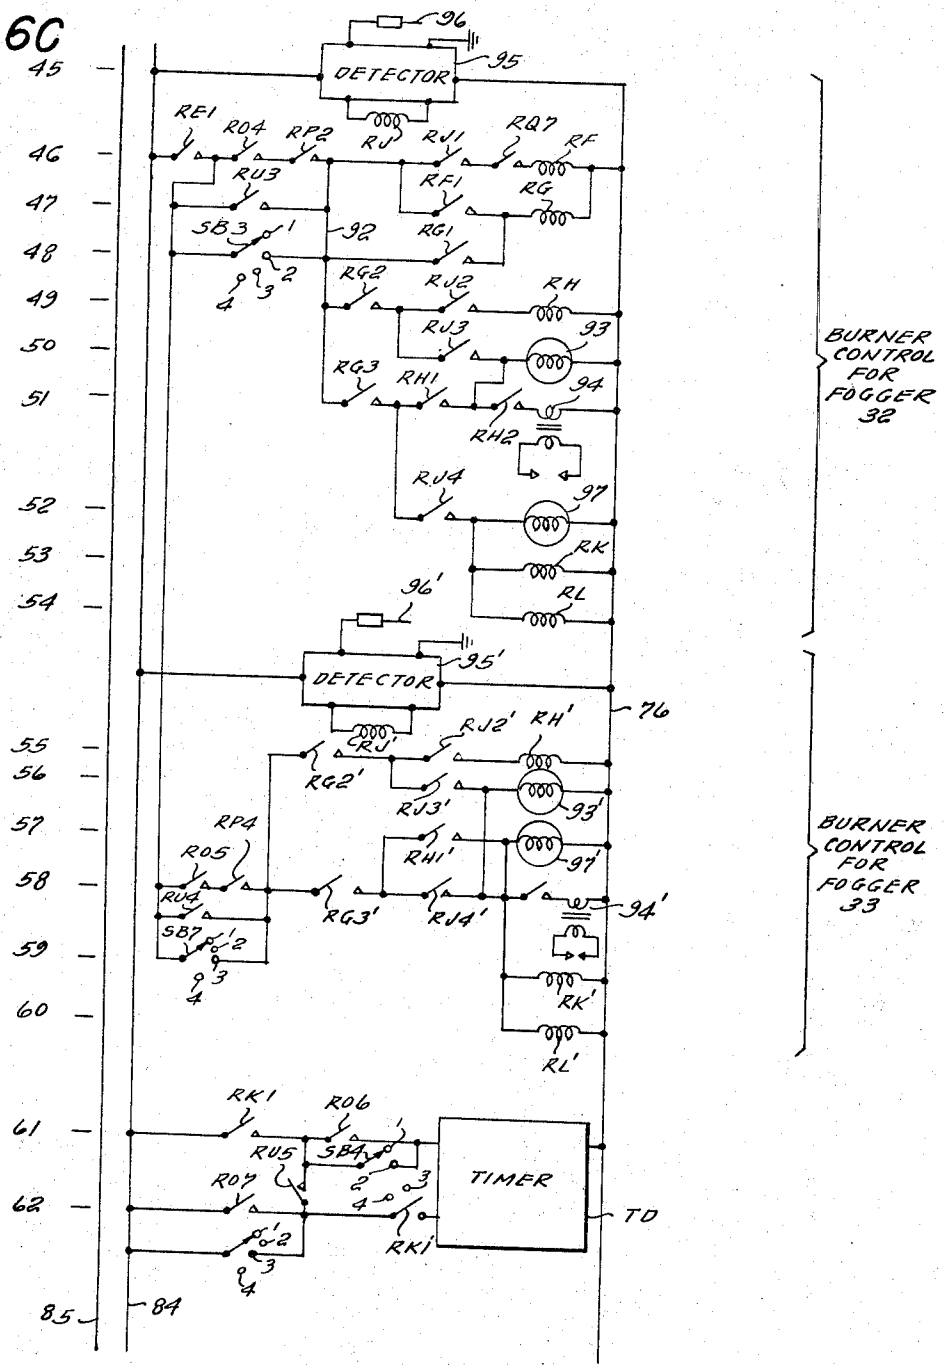 6C
96
45
DETECTOR
95
RJ
RE1
RO4
RP2
RJ1
RQ7
RF
46
RU3
RF1
RG
47
SB3
1
92
RG1
48
2
3
4
RG2
RJ2
RH
49
RJ3
93
50
RG3
RH1
94
51
RH2
BURNER
CONTROL
FOR
FOGGER
32
RJ4
97
52
RK
53
RL
54
96'
DETECTOR
95'
RJ'
76
RJ2'
RH'
55
RG2'
56
RJ3'
93'
57
RP4
RH1'
97'
RO5
58
RU4
RG3'
RJ4'
94'
SB7
1
2
59
3
4
BURNER
CONTROL
FOR
FOGGER
33
RK'
60
RL'
RK1
RO6
61
RU5
SB4
1
2
3
4
TIMER
RO7
62
TD
RK1'
1
2
3
4
85
84